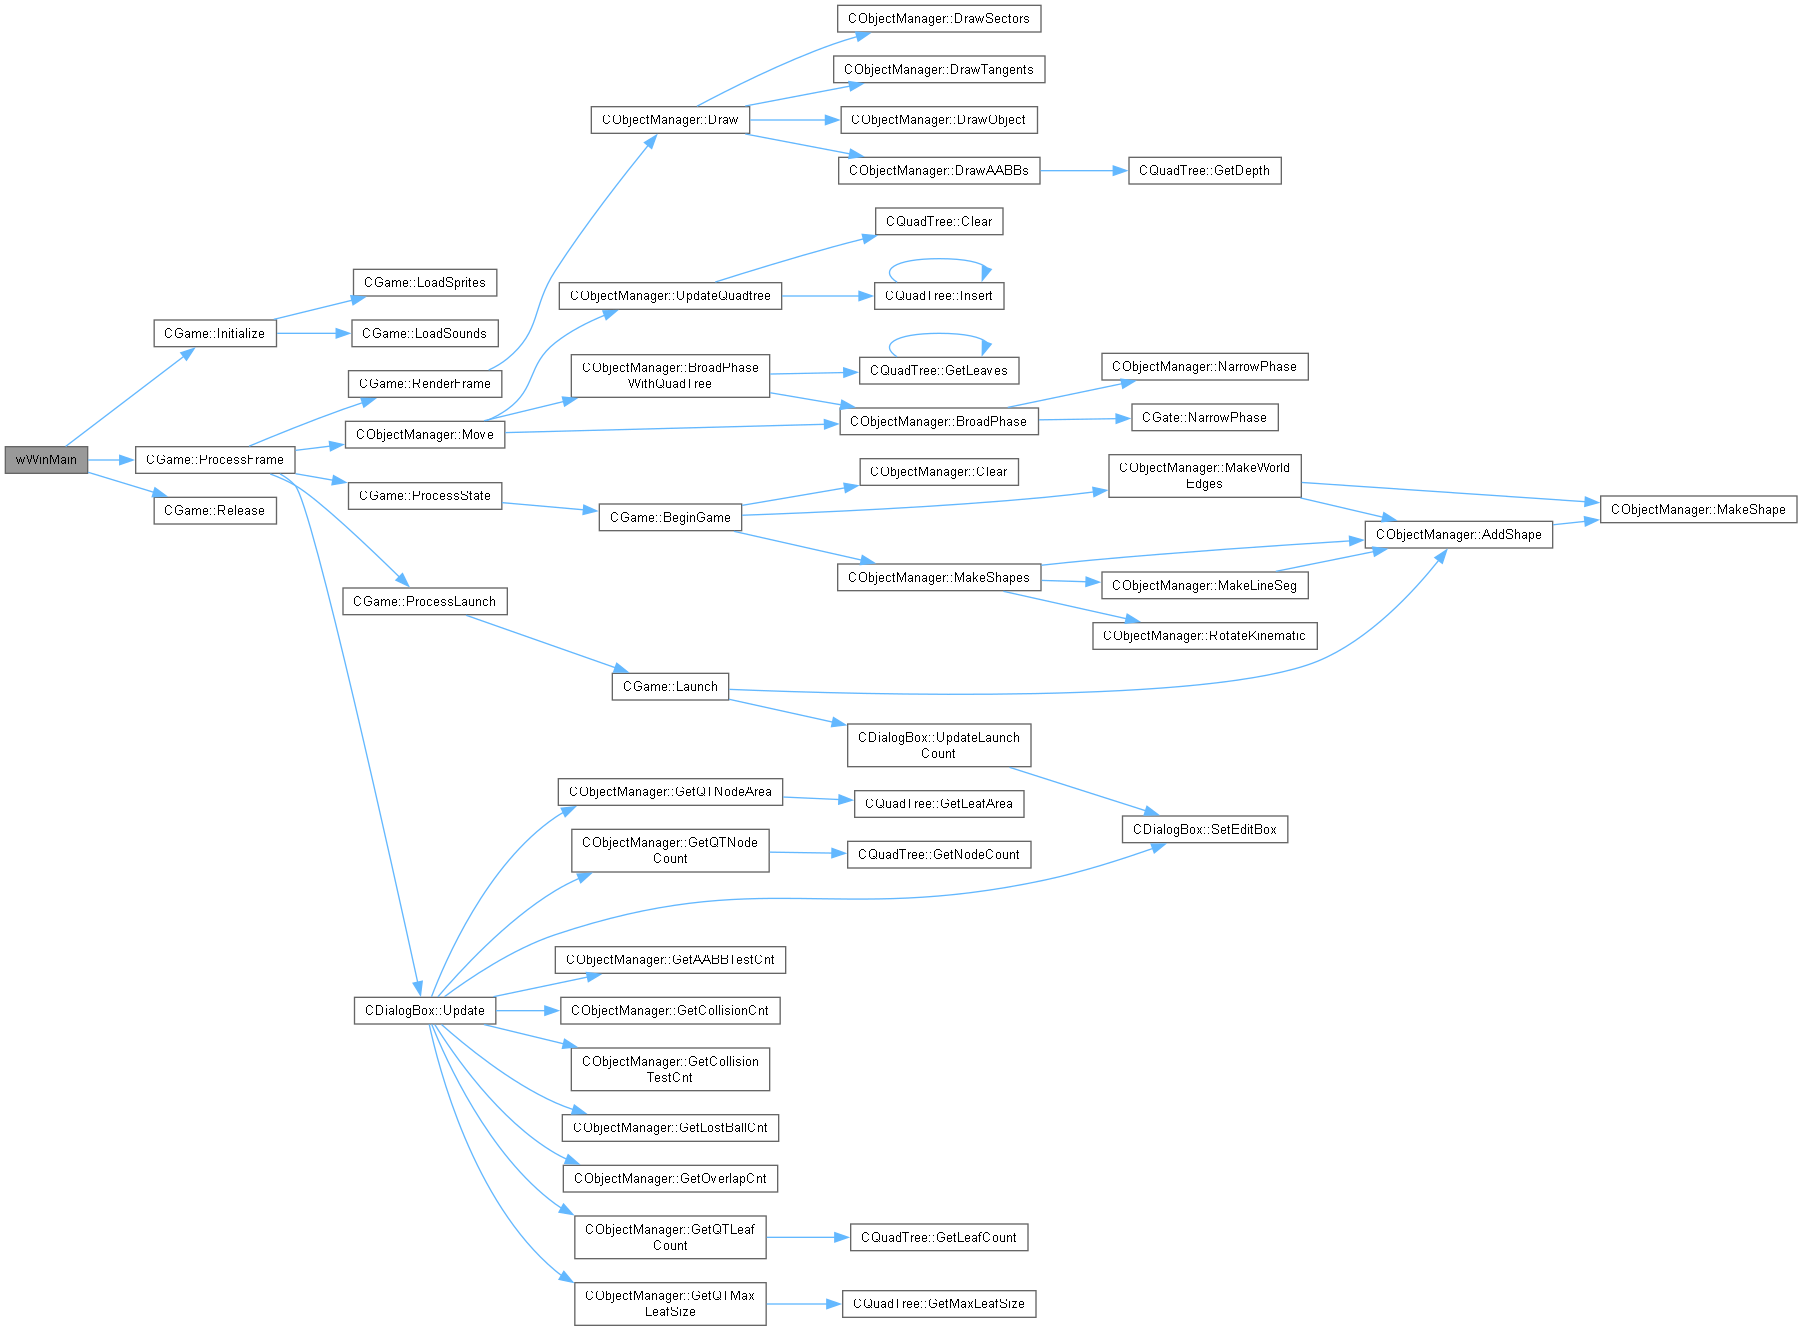 CObjectManager::DrawSectors
CObjectManager::DrawTangents
CObjectManager::Draw
CObjectManager::DrawObject
CObjectManager::DrawAABBs
CQuadTree::GetDepth
CQuadTree::Clear
CGame::LoadSprites
CObjectManager::UpdateQuadtree
CQuadTree::Insert
CGame::Initialize
CGame::LoadSounds
CObjectManager::BroadPhase
WithQuadTree
CQuadTree::GetLeaves
CObjectManager::NarrowPhase
CGame::RenderFrame
CObjectManager::Move
CObjectManager::BroadPhase
CGate::NarrowPhase
wWinMain
CGame::ProcessFrame
CObjectManager::Clear
CObjectManager::MakeWorld
Edges
CGame::ProcessState
CGame::Release
CGame::BeginGame
CObjectManager::MakeShape
CObjectManager::AddShape
CObjectManager::MakeShapes
CObjectManager::MakeLineSeg
CGame::ProcessLaunch
CObjectManager::RotateKinematic
CGame::Launch
CDialogBox::UpdateLaunch
Count
CObjectManager::GetQTNodeArea
CQuadTree::GetLeafArea
CDialogBox::SetEditBox
CObjectManager::GetQTNode
Count
CQuadTree::GetNodeCount
CObjectManager::GetAABBTestCnt
CDialogBox::Update
CObjectManager::GetCollisionCnt
CObjectManager::GetCollision
TestCnt
CObjectManager::GetLostBallCnt
CObjectManager::GetOverlapCnt
CObjectManager::GetQTLeaf
Count
CQuadTree::GetLeafCount
CObjectManager::GetQTMax
LeafSize
CQuadTree::GetMaxLeafSize